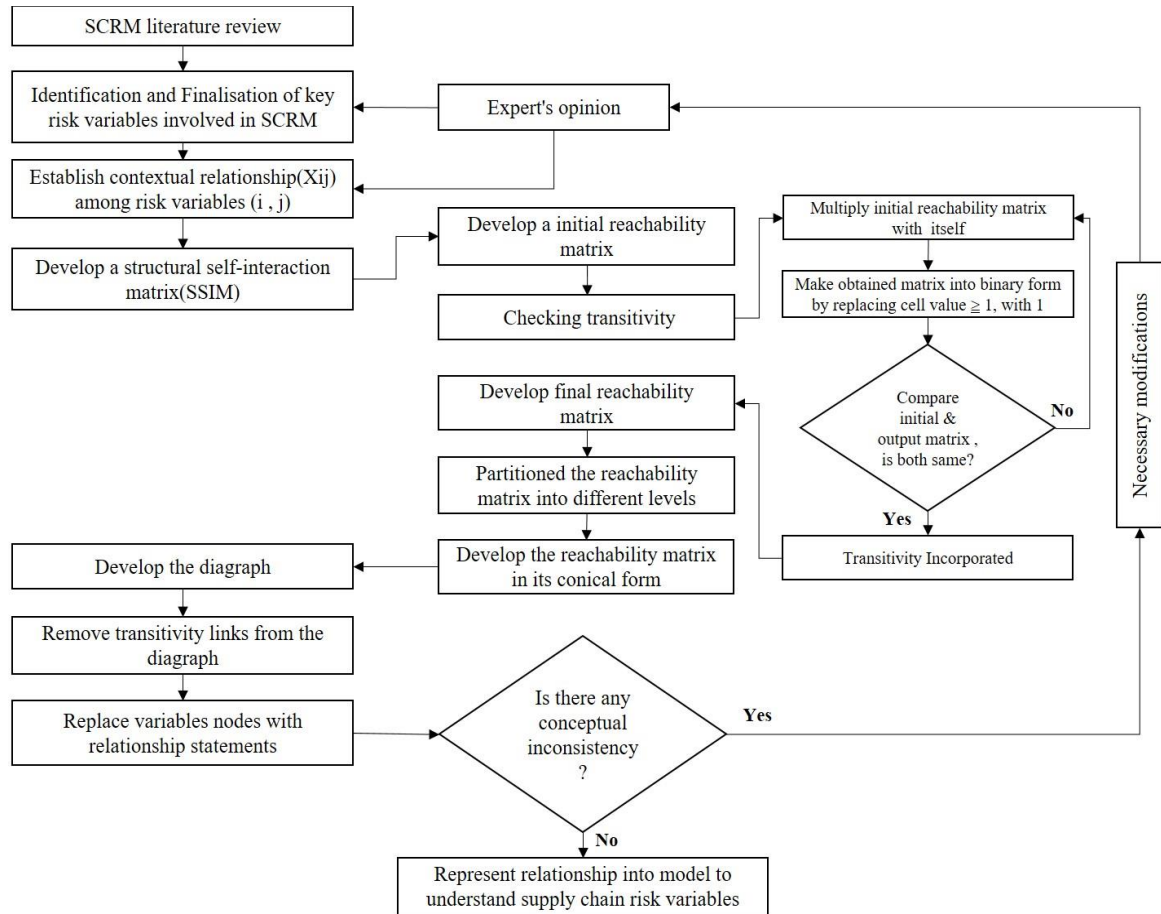 SCRM literature review
Identification and Finalisation of key
risk variables involved in SCRM
Expert's opinion
Establish contextual relationship(Xij)
among risk variables (i , j)
Develop a structural self-interaction
matrix(SSIM)
Develop a initial reachability
matrix
Checking transitivity
Multiply initial reachability matrix
with itself
Make obtained matrix into binary form
by replacing cell value ≧ 1, with 1
Compare
initial &
output matrix ,
is both same?
No
Yes
Transitivity Incorporated
Necessary modifications
Develop final reachability
matrix
Partitioned the reachability
matrix into different levels
Develop the reachability matrix
in its conical form
Develop the diagraph
Remove transitivity links from the
diagraph
Replace variables nodes with
relationship statements
Is there any
conceptual
inconsistency
?
Yes
No
Represent relationship into model to
understand supply chain risk variables